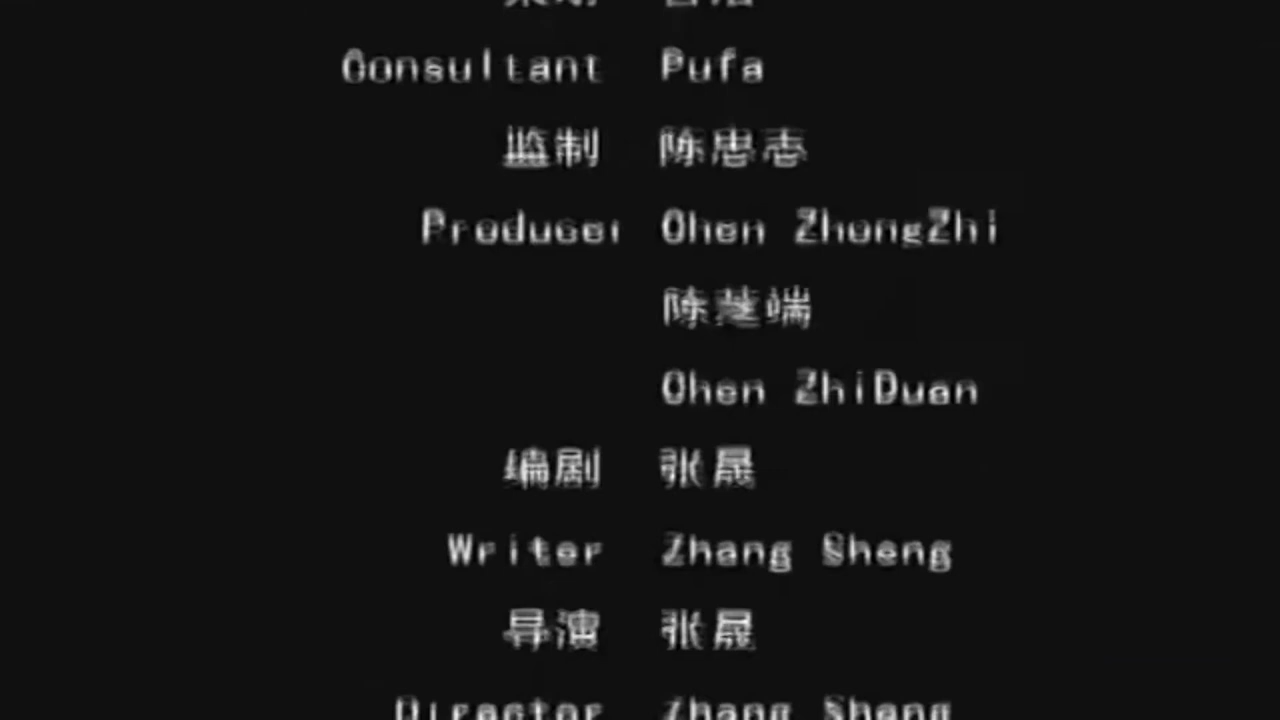 Consultant Pufa
监制 陈忠志
Producer Chen ZhongZhi
陈芝端
Chen ZhiDuan
编剧 张晟
Writer Zhang Sheng
导演 张晟
Director Zhang Sheng